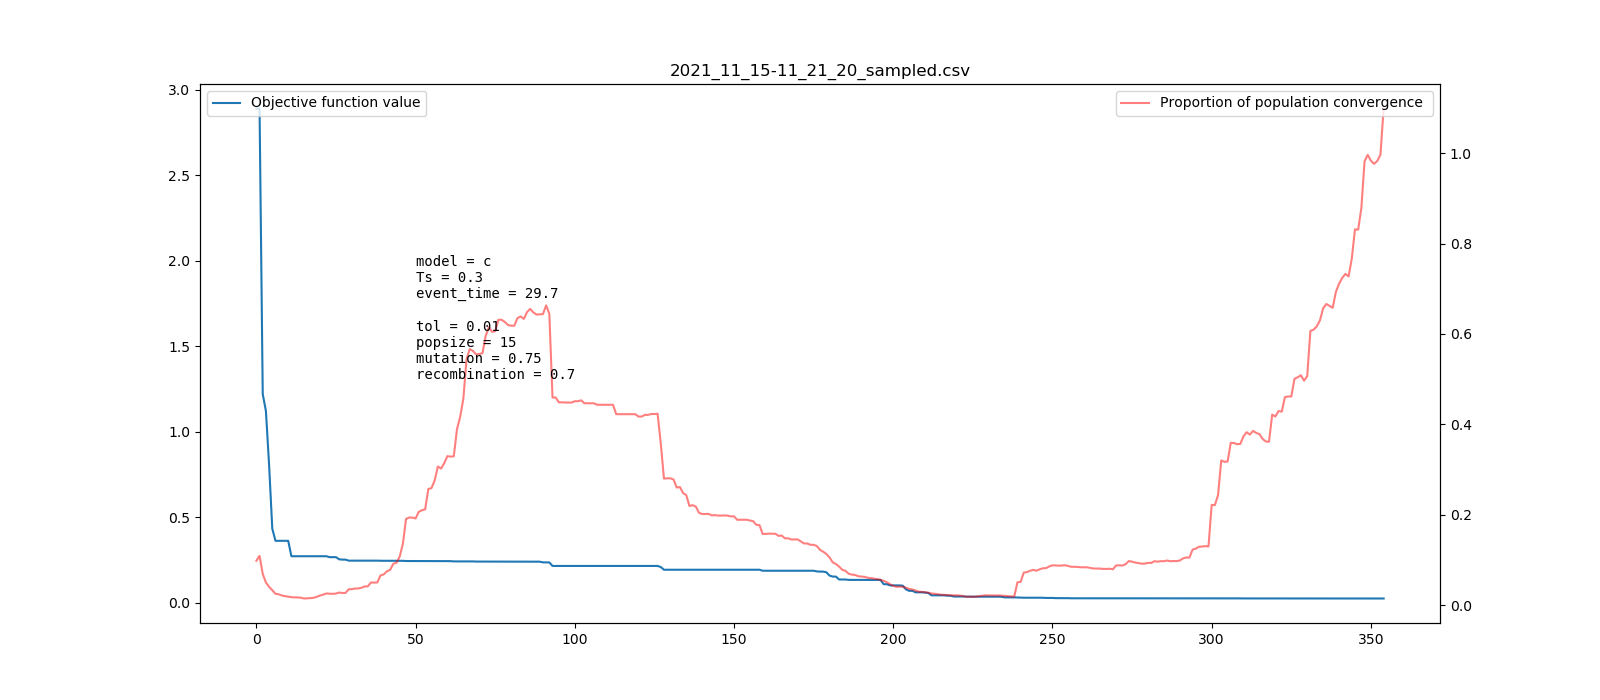 2021_11_15-11_21_20_sampled.csv
Objective function value
Proportion of population convergence
3.0
2.5
2.0
1.5
1.0
0.5
0.0
model = c
Ts = 0.3
event_time = 29.7
tol = 0.01
popsize = 15
mutation = 0.75
recombination = 0.7
1.0
0.8
0.6
0.4
0.2
0.0
0 50 100 150 200 250 300 350